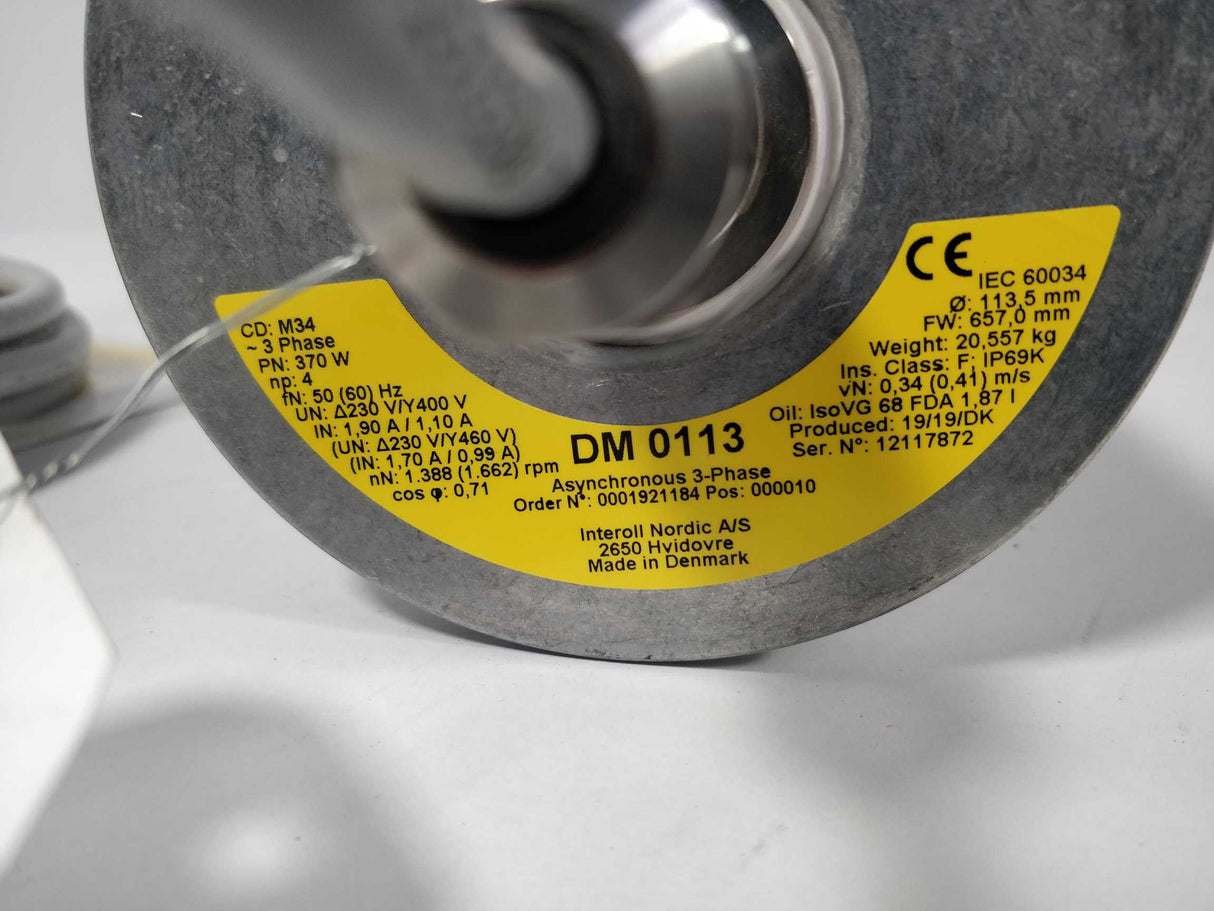 CD: M34
~ 3 Phase
PN: 370 W
np: 4
fN: 50 (60) Hz
UN: Δ230 V/Y400 V
IN: 1,90 A / 1,10 A
(UN: Δ230 V/Y460 V)
(IN: 1,70 A / 0,99 A)
nN: 1.388 (1.662) rpm
cos φ: 0,71
DM 0113
Asynchronous 3-Phase
Order N°: 0001921184 Pos: 000010
Interoll Nordic A/S
2650 Hvidovre
Made in Denmark
CE
IEC 60034
Ø: 113,5 mm
FW: 657,0 mm
Weight: 20,557 kg
Ins. Class: F; IP69K
vN: 0,34 (0,41) m/s
Oil: IsoVG 68 FDA 1,87 l
Produced: 19/19/DK
Ser. N°: 12117872